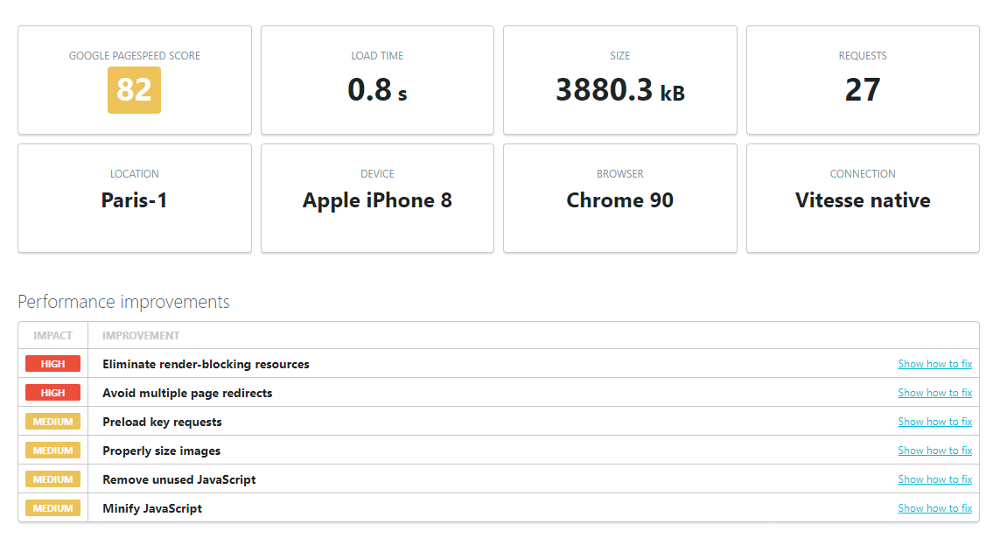 GOOGLE PAGESPEED SCORE
82
LOAD TIME
0.8 s
SIZE
3880.3 kB
REQUESTS
27
LOCATION
Paris-1
DEVICE
Apple iPhone 8
BROWSER
Chrome 90
CONNECTION
Vitesse native
Performance improvements
IMPACT IMPROVEMENT
HIGH Eliminate render-blocking resources Show how to fix
HIGH Avoid multiple page redirects Show how to fix
MEDIUM Preload key requests Show how to fix
MEDIUM Properly size images Show how to fix
MEDIUM Remove unused JavaScript Show how to fix
MEDIUM Minify JavaScript Show how to fix